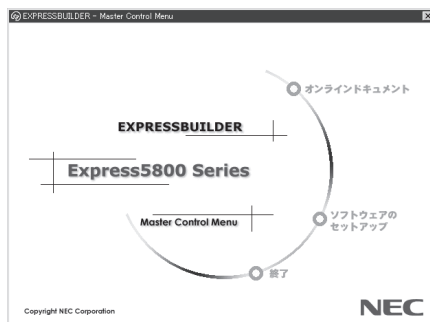 EXPRESSBUILDER - Master Control Menu
オンラインドキュメント
EXPRESSBUILDER
Express5800 Series
Master Control Menu
ソフトウェアの
セットアップ
終了
Copyright NEC Corporation
NEC